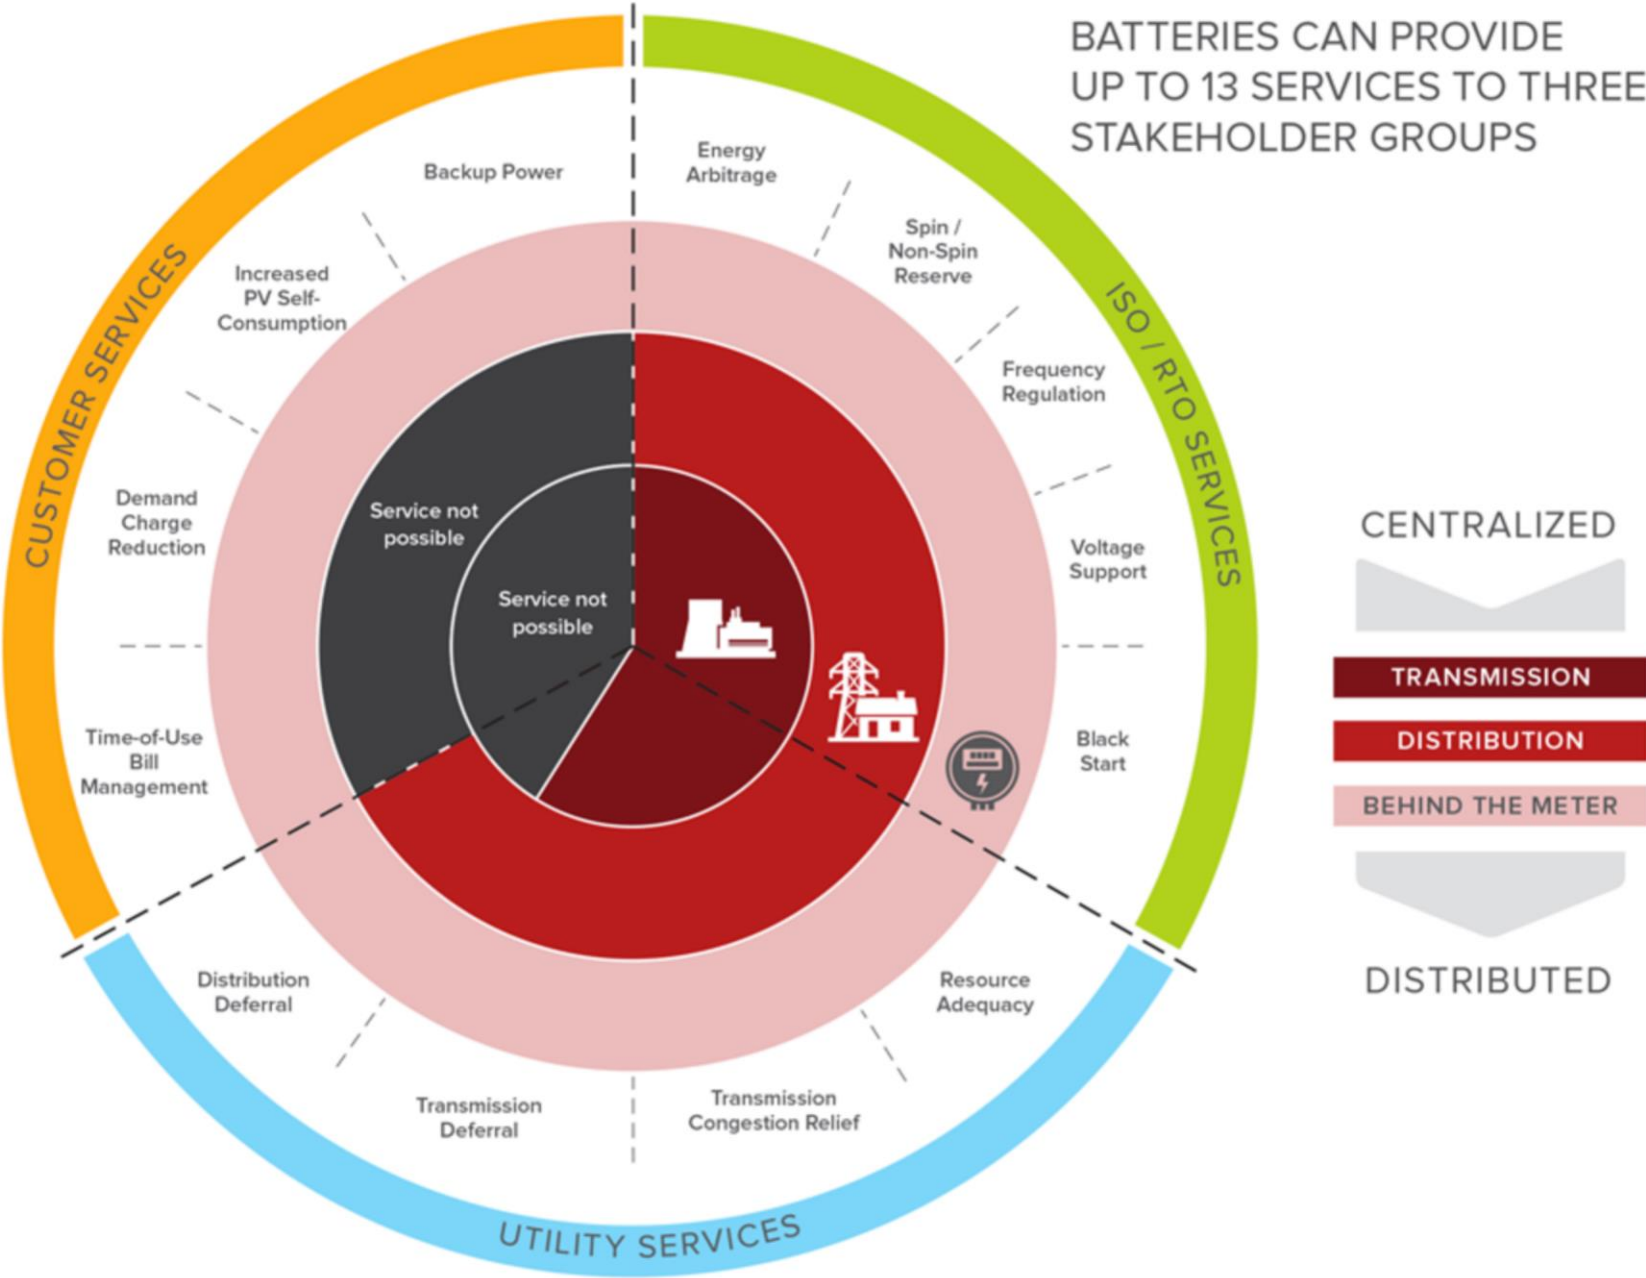 BATTERIES CAN PROVIDE
UP TO 13 SERVICES TO THREE
STAKEHOLDER GROUPS
CUSTOMER SERVICES
Backup Power
Increased
PV Self-
Consumption
Demand
Charge
Reduction
Time-of-Use
Bill
Management
ISO / RTO SERVICES
Energy
Arbitrage
Spin /
Non-Spin
Reserve
Frequency
Regulation
Voltage
Support
Black
Start
Service not
possible
Service not
possible
UTILITY SERVICES
Resource
Adequacy
Transmission
Congestion Relief
Transmission
Deferral
Distribution
Deferral
CENTRALIZED
TRANSMISSION
DISTRIBUTION
BEHIND THE METER
DISTRIBUTED